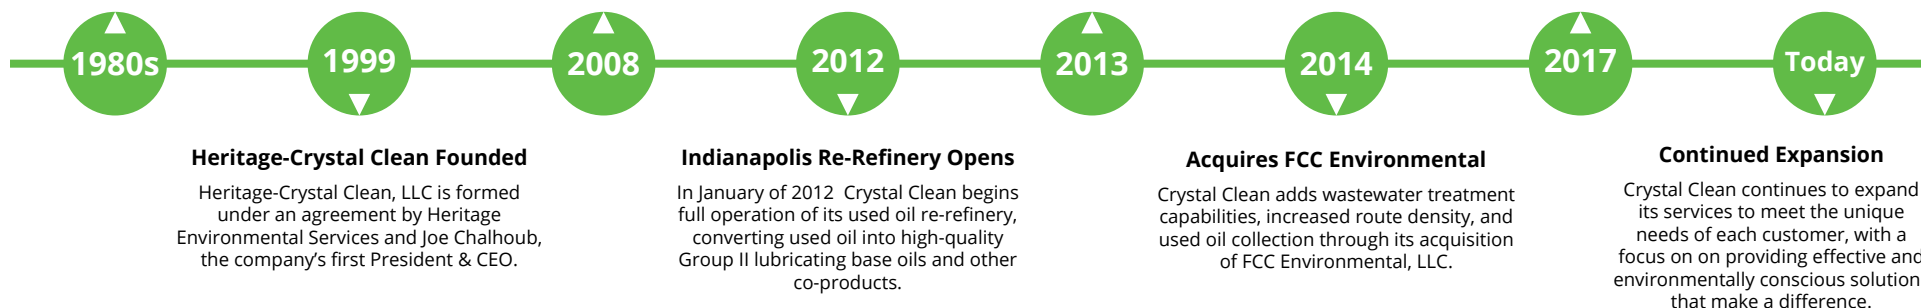 1980s
1999
2008
2012
2013
2014
2017
Today
Heritage-Crystal Clean Founded
Heritage-Crystal Clean, LLC is formed
under an agreement by Heritage
Environmental Services and Joe Chalhoub,
the company’s first President & CEO.
Indianapolis Re-Refinery Opens
In January of 2012 Crystal Clean begins
full operation of its used oil re-refinery,
converting used oil into high-quality
Group II lubricating base oils and other
co-products.
Acquires FCC Environmental
Crystal Clean adds wastewater treatment
capabilities, increased route density, and
used oil collection through its acquisition
of FCC Environmental, LLC.
Continued Expansion
Crystal Clean continues to expand
its services to meet the unique
needs of each customer, with a
focus on on providing effective and
environmentally conscious solution
that make a difference.